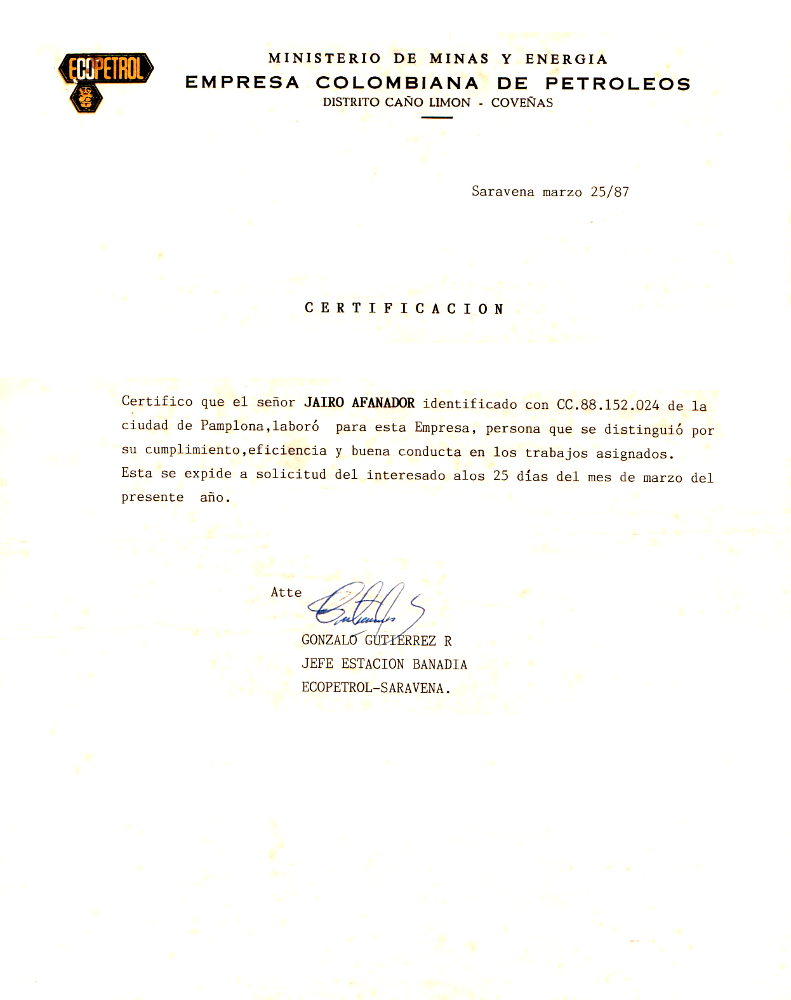 ECOPETROL
MINISTERIO DE MINAS Y ENERGIA
EMPRESA COLOMBIANA DE PETROLEOS
DISTRITO CAÑO LIMON - COVEÑAS
Saravena marzo 25/87
C E R T I F I C A C I O N
Certifico que el señor JAIRO AFANADOR identificado con CC.88.152.024 de la
ciudad de Pamplona,laboró para esta Empresa, persona que se distinguió por
su cumplimiento,eficiencia y buena conducta en los trabajos asignados.
Esta se expide a solicitud del interesado alos 25 días del mes de marzo del
presente año.
Atte
GONZALO GUTIERREZ R
JEFE ESTACION BANADIA
ECOPETROL-SARAVENA.